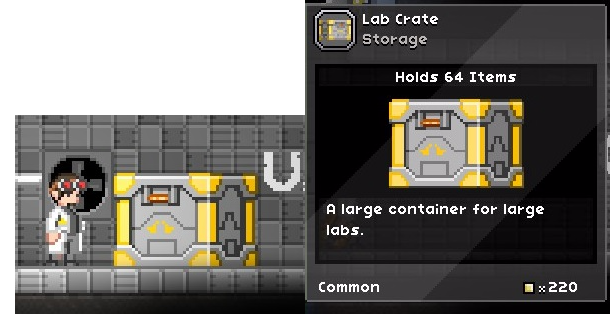 Lab Crate
Storage
Holds 64 Items
A large container for large
labs.
Common
x220
U